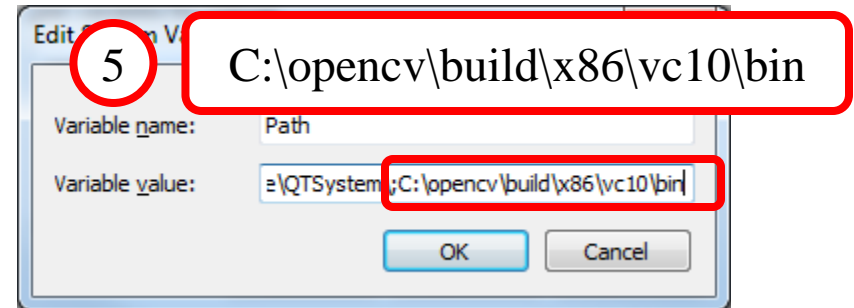 Edit
5
C:\opencv\build\x86\vc10\bin
Variable name: Path
Variable value: e\QTSystem\;C:\opencv\build\x86\vc10\bin
OK Cancel